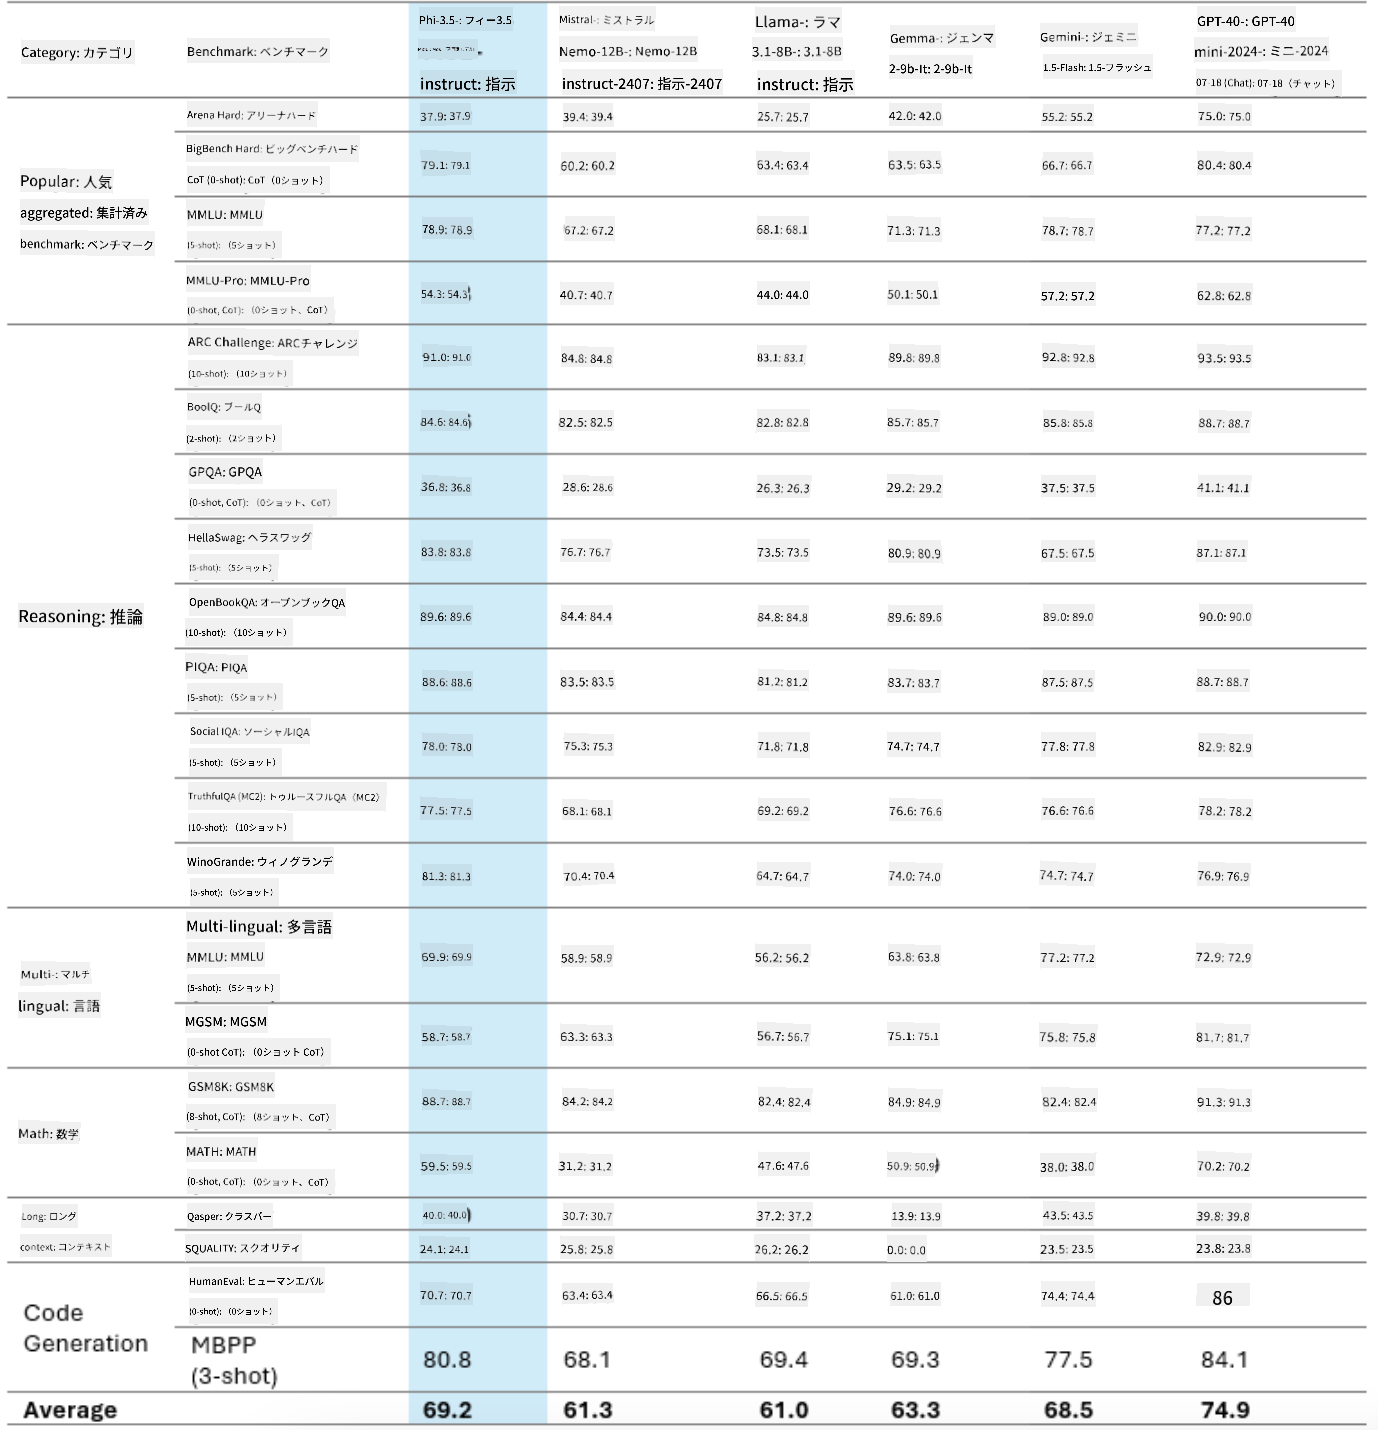 Category: カテゴリ
Benchmark: ベンチマーク
Phi-3.5-: フィー3.5
instruct: 指示
Mistral-: ミストラル
Nemo-12B-: Nemo-12B
instruct-2407: 指示-2407
Llama-: ラマ
3.1-8B-: 3.1-8B
instruct: 指示
Gemma-: ジェンマ
2-9b-It: 2-9b-It
Gemini-: ジェミニ
1.5-Flash: 1.5-フラッシュ
GPT-40-: GPT-40
mini-2024-: ミニ-2024
07-18 (Chat): 07-18（チャット）
Popular: 人気
aggregated: 集計済み
benchmark: ベンチマーク
Arena Hard: アリーナハード
37.9: 37.9
39.4: 39.4
25.7: 25.7
42.0: 42.0
55.2: 55.2
75.0: 75.0
BigBench Hard: ビッグベンチハード
CoT (0-shot): CoT（0ショット）
79.1: 79.1
60.2: 60.2
63.4: 63.4
63.5: 63.5
66.7: 66.7
80.4: 80.4
MMLU: MMLU
(5-shot): （5ショット）
78.9: 78.9
67.2: 67.2
68.1: 68.1
71.3: 71.3
78.7: 78.7
77.2: 77.2
MMLU-Pro: MMLU-Pro
(0-shot, CoT): （0ショット、CoT）
54.3: 54.3
40.7: 40.7
44.0: 44.0
50.1: 50.1
57.2: 57.2
62.8: 62.8
Reasoning: 推論
ARC Challenge: ARCチャレンジ
(10-shot): （10ショット）
91.0: 91.0
84.8: 84.8
83.1: 83.1
89.8: 89.8
92.8: 92.8
93.5: 93.5
BoolQ: ブールQ
(2-shot): （2ショット）
84.6: 84.6
82.5: 82.5
82.8: 82.8
85.7: 85.7
85.8: 85.8
88.7: 88.7
GPQA: GPQA
(0-shot, CoT): （0ショット、CoT）
36.8: 36.8
28.6: 28.6
26.3: 26.3
29.2: 29.2
37.5: 37.5
41.1: 41.1
HellaSwag: ヘラスワッグ
(5-shot): （5ショット）
83.8: 83.8
76.7: 76.7
73.5: 73.5
80.9: 80.9
67.5: 67.5
87.1: 87.1
OpenBookQA: オープンブックQA
(10-shot): （10ショット）
89.6: 89.6
84.4: 84.4
84.8: 84.8
89.6: 89.6
89.0: 89.0
90.0: 90.0
PIQA: PIQA
(5-shot): （5ショット）
88.6: 88.6
83.5: 83.5
81.2: 81.2
83.7: 83.7
87.5: 87.5
88.7: 88.7
Social IQA: ソーシャルIQA
(5-shot): （5ショット）
78.0: 78.0
75.3: 75.3
71.8: 71.8
74.7: 74.7
77.8: 77.8
82.9: 82.9
TruthfulQA (MC2): トゥルースフルQA（MC2）
(10-shot): （10ショット）
77.5: 77.5
68.1: 68.1
69.2: 69.2
76.6: 76.6
76.6: 76.6
78.2: 78.2
WinoGrande: ウィノグランデ
(5-shot): （5ショット）
81.3: 81.3
70.4: 70.4
64.7: 64.7
74.0: 74.0
74.7: 74.7
76.9: 76.9
Multi-: マルチ
lingual: 言語
Multi-lingual: 多言語
MMLU: MMLU
(5-shot): （5ショット）
69.9: 69.9
58.9: 58.9
56.2: 56.2
63.8: 63.8
77.2: 77.2
72.9: 72.9
MGSM: MGSM
(0-shot CoT): （0ショット CoT）
58.7: 58.7
63.3: 63.3
56.7: 56.7
75.1: 75.1
75.8: 75.8
81.7: 81.7
Math: 数学
GSM8K: GSM8K
(8-shot, CoT): （8ショット、CoT）
88.7: 88.7
84.2: 84.2
82.4: 82.4
84.9: 84.9
82.4: 82.4
91.3: 91.3
MATH: MATH
(0-shot, CoT): （0ショット、CoT）
59.5: 59.5
31.2: 31.2
47.6: 47.6
50.9: 50.9
38.0: 38.0
70.2: 70.2
Long: ロング
context: コンテキスト
Qasper: クラスパー
40.0: 40.0
30.7: 30.7
37.2: 37.2
13.9: 13.9
43.5: 43.5
39.8: 39.8
SQUALITY: スクオリティ
24.1: 24.1
25.8: 25.8
26.2: 26.2
0.0: 0.0
23.5: 23.5
23.8: 23.8
Code
Generation
HumanEval: ヒューマンエバル
(0-shot): （0ショット）
70.7: 70.7
63.4: 63.4
66.5: 66.5
61.0: 61.0
74.4: 74.4
86
MBPP
(3-shot)
80.8
68.1
69.4
69.3
77.5
84.1
Average
69.2
61.3
61.0
63.3
68.5
74.9